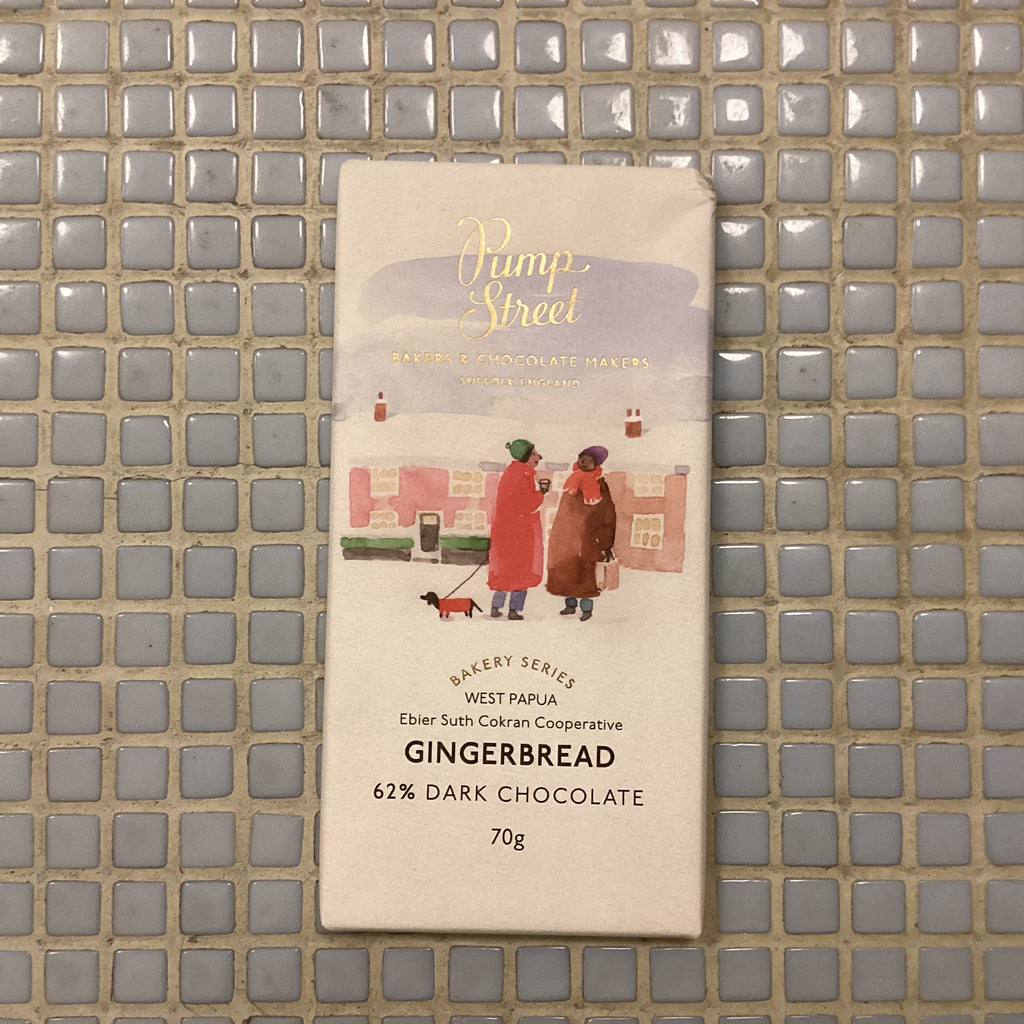 Pump
Street
BAKERS & CHOCOLATE MAKERS
SUFFOLK ENGLAND
BAKERY SERIES
WEST PAPUA
Ebier Suth Cokran Cooperative
GINGERBREAD
62% DARK CHOCOLATE
70g